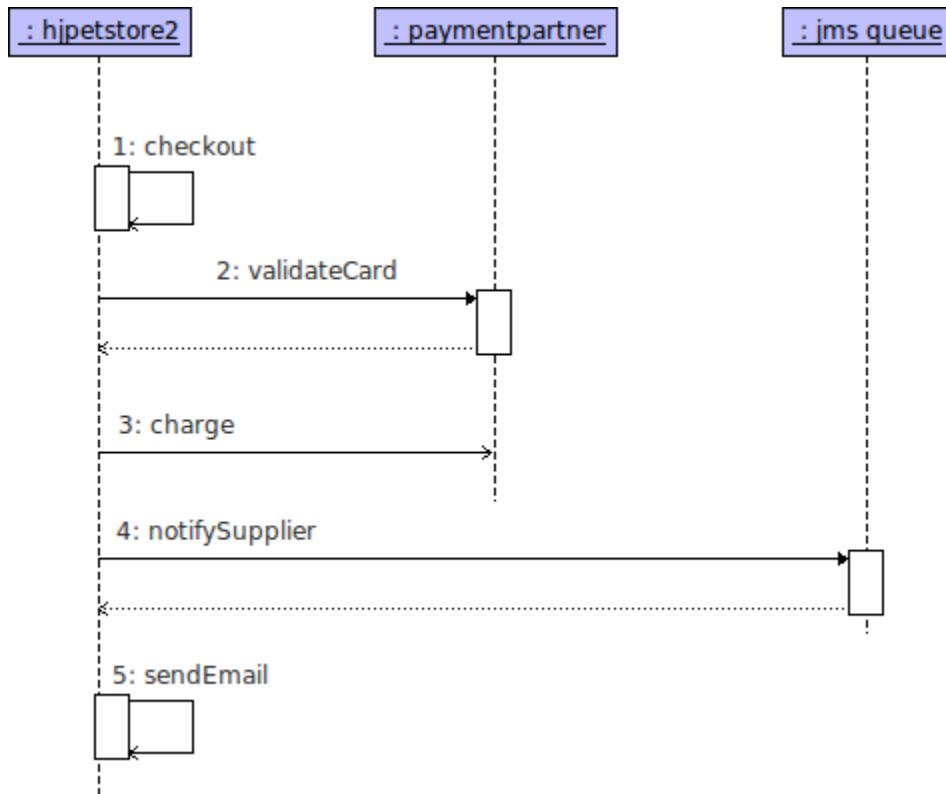 : hjpetstore2
: paymentpartner
: jms queue
1: checkout
2: validateCard
3: charge
4: notifySupplier
5: sendEmail